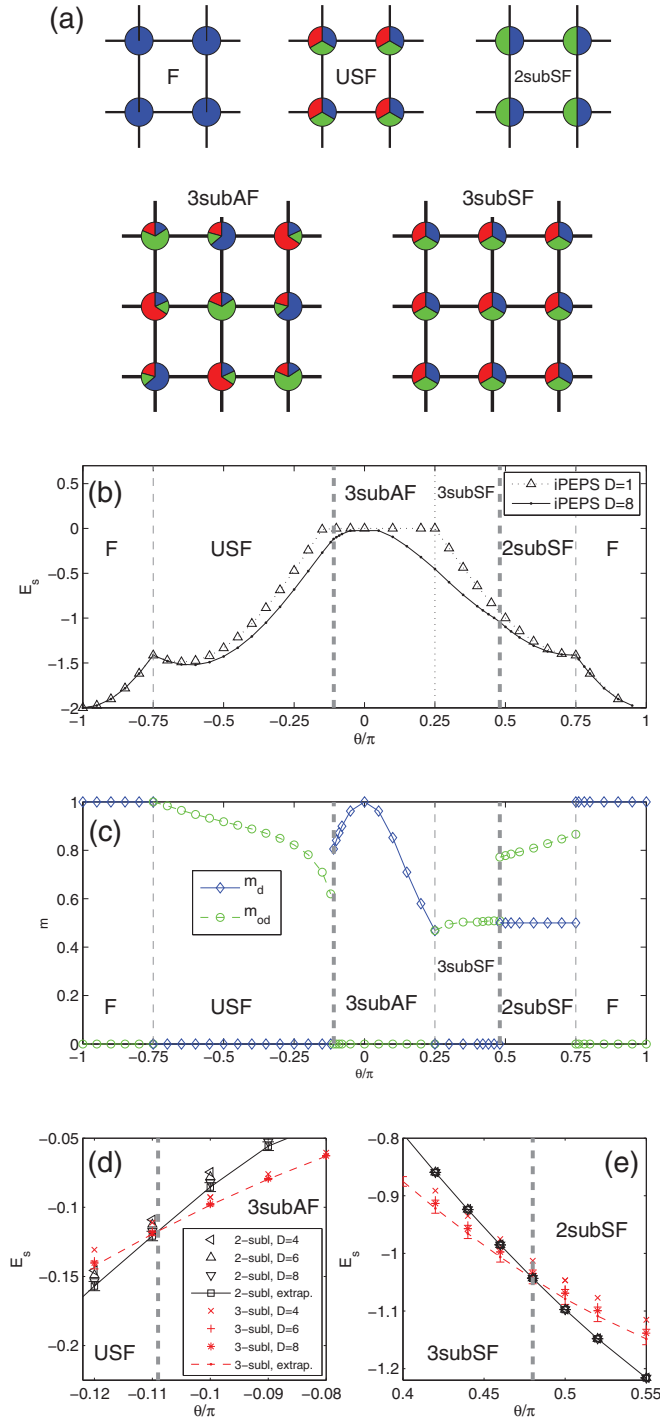 (a)
F
USF
2subSF
3subAF
3subSF
(b)
3subAF
3subSF
iPEPS D=1
iPEPS D=8
F
USF
2subSF
F
E_s
0.5
0
−0.5
−1
−1.5
−2
−1 −0.75 −0.5 −0.25 0 0.25 0.5 0.75 1
θ/π
(c)
m_d
m_od
m
1
0.8
0.6
0.4
0.2
0
3subSF
F
USF
3subAF
2subSF
F
−1 −0.75 −0.5 −0.25 0 0.25 0.5 0.75 1
θ/π
(d)
3subAF
2-subl, D=4
2-subl, D=6
2-subl, D=8
2-subl, extrap.
3-subl, D=4
3-subl, D=6
3-subl, D=8
3-subl, extrap.
USF
E_s
−0.05
−0.1
−0.15
−0.2
−0.12 −0.11 −0.1 −0.09 −0.08
θ/π
(e)
2subSF
3subSF
E_s
−0.8
−0.9
−1
−1.1
−1.2
0.4 0.45 0.5 0.55
θ/π